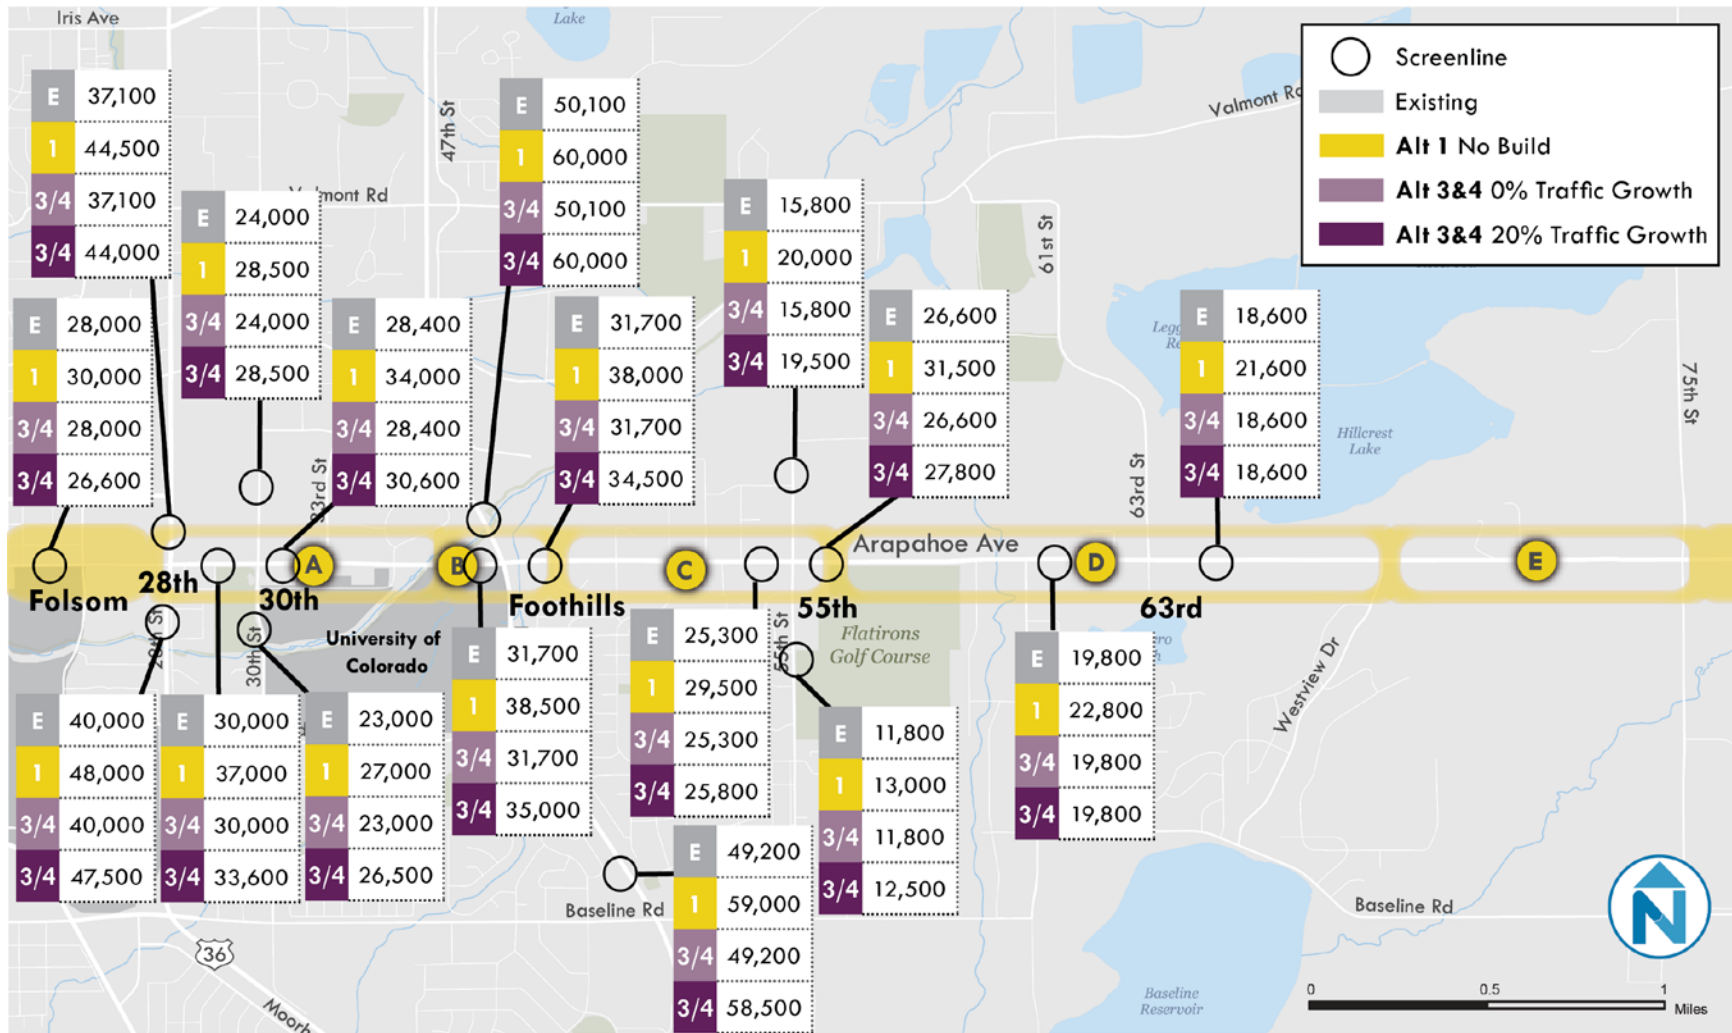 Iris Ave
Lake
Screenline
Existing
Alt 1 No Build
Alt 3&4 0% Traffic Growth
Alt 3&4 20% Traffic Growth
E 37,100
1 44,500
3/4 37,100
3/4 44,000
47th St
E 50,100
1 60,000
3/4 50,100
3/4 60,000
Valmont Rd
E 24,000
1 28,500
3/4 24,000
3/4 28,500
E 15,800
1 20,000
3/4 15,800
3/4 19,500
61st St
E 28,000
1 30,000
3/4 28,000
3/4 26,600
E 28,400
1 34,000
3/4 28,400
3/4 30,600
33rd St
E 31,700
1 38,000
3/4 31,700
3/4 34,500
E 26,600
1 31,500
3/4 26,600
3/4 27,800
63rd St
E 18,600
1 21,600
3/4 18,600
3/4 18,600
Hillcrest
Lake
75th St
Arapahoe Ave
A
B
C
D
E
Folsom
28th
30th
Foothills
55th
63rd
28th St
30th St
University of
Colorado
55th St
Flatirons
Golf Course
Westview Dr
E 40,000
1 48,000
3/4 40,000
3/4 47,500
E 30,000
1 37,000
3/4 30,000
3/4 33,600
E 23,000
1 27,000
3/4 23,000
3/4 26,500
E 31,700
1 38,500
3/4 31,700
3/4 35,000
E 25,300
1 29,500
3/4 25,300
3/4 25,800
E 11,800
1 13,000
3/4 11,800
3/4 12,500
E 19,800
1 22,800
3/4 19,800
3/4 19,800
E 49,200
1 59,000
3/4 49,200
3/4 58,500
Baseline Rd
Baseline Rd
36
Moorh
Baseline
Reservoir
N
0 0.5 1
Miles